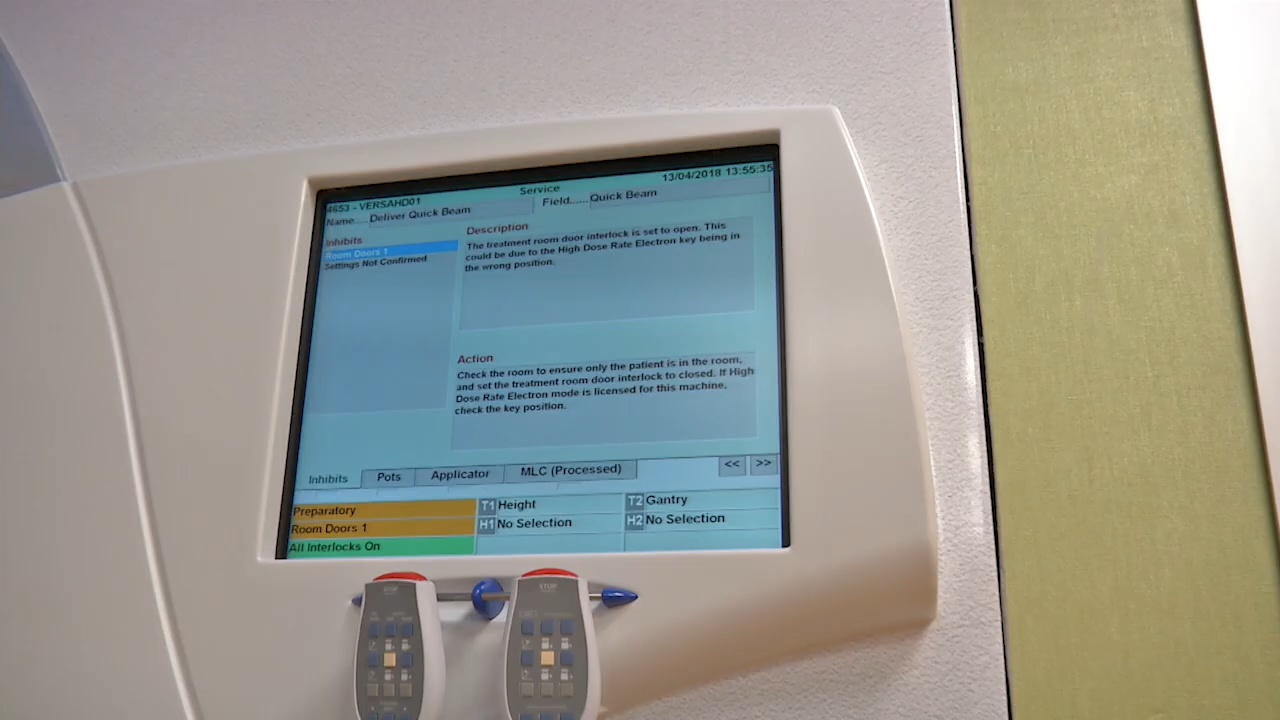 Service
13/04/2018 13:55:35
4653 - VERSAHD01
Name.... Deliver Quick Beam
Field...... Quick Beam
Inhibits
Room Doors 1
Settings Not Confirmed
Description
The treatment room door interlock is set to open. This
could be due to the High Dose Rate Electron key being in
the wrong position.
Action
Check the room to ensure only the patient is in the room,
and set the treatment room door interlock to closed. If High
Dose Rate Electron mode is licensed for this machine,
check the key position.
Inhibits Pots Applicator MLC (Processed) << >>
Preparatory T1 Height T2 Gantry
Room Doors 1 H1 No Selection H2 No Selection
All Interlocks On
STOP STOP